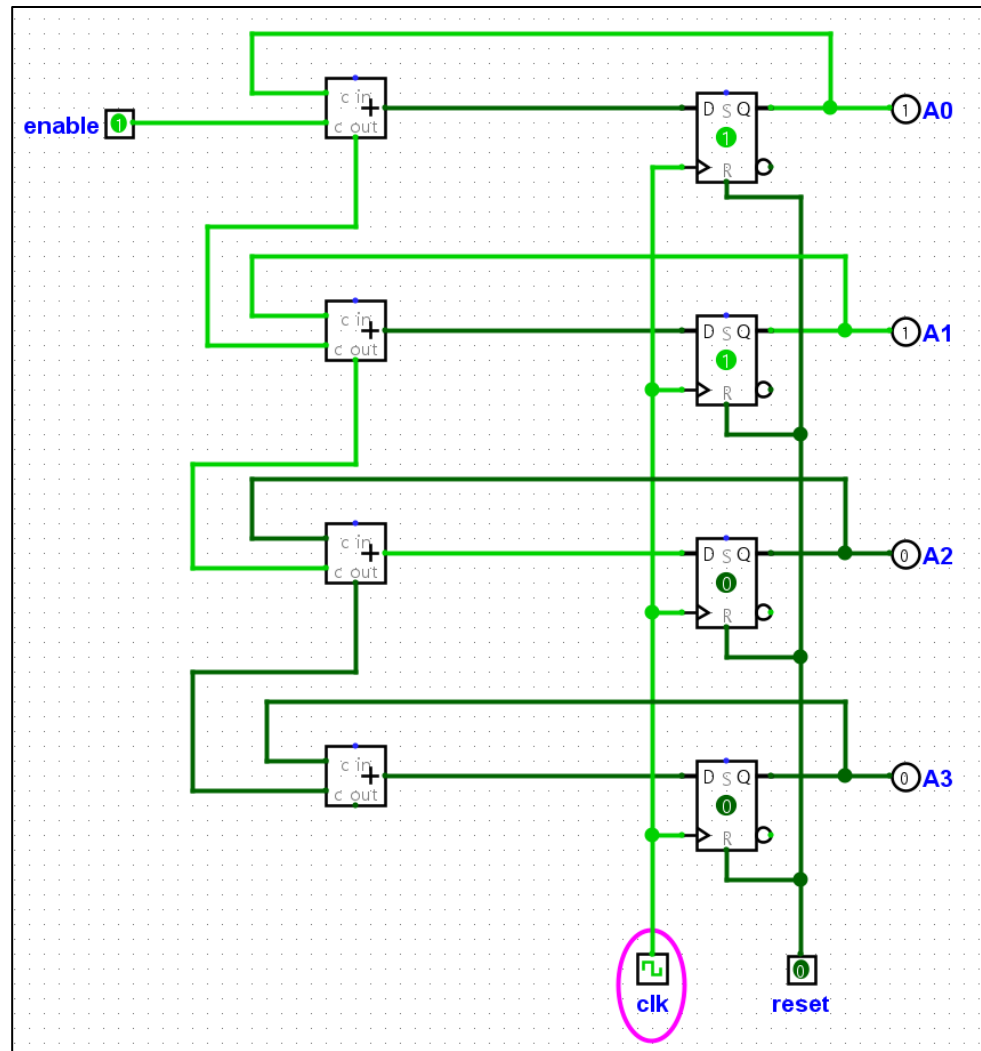 c in
+
D S Q
1 A0
enable 1
c out
1
R
c in
+
D S Q
1 A1
c out
1
R
c in
+
D S Q
0 A2
c out
0
R
c in
+
D S Q
0 A3
c out
0
R
0
clk
reset